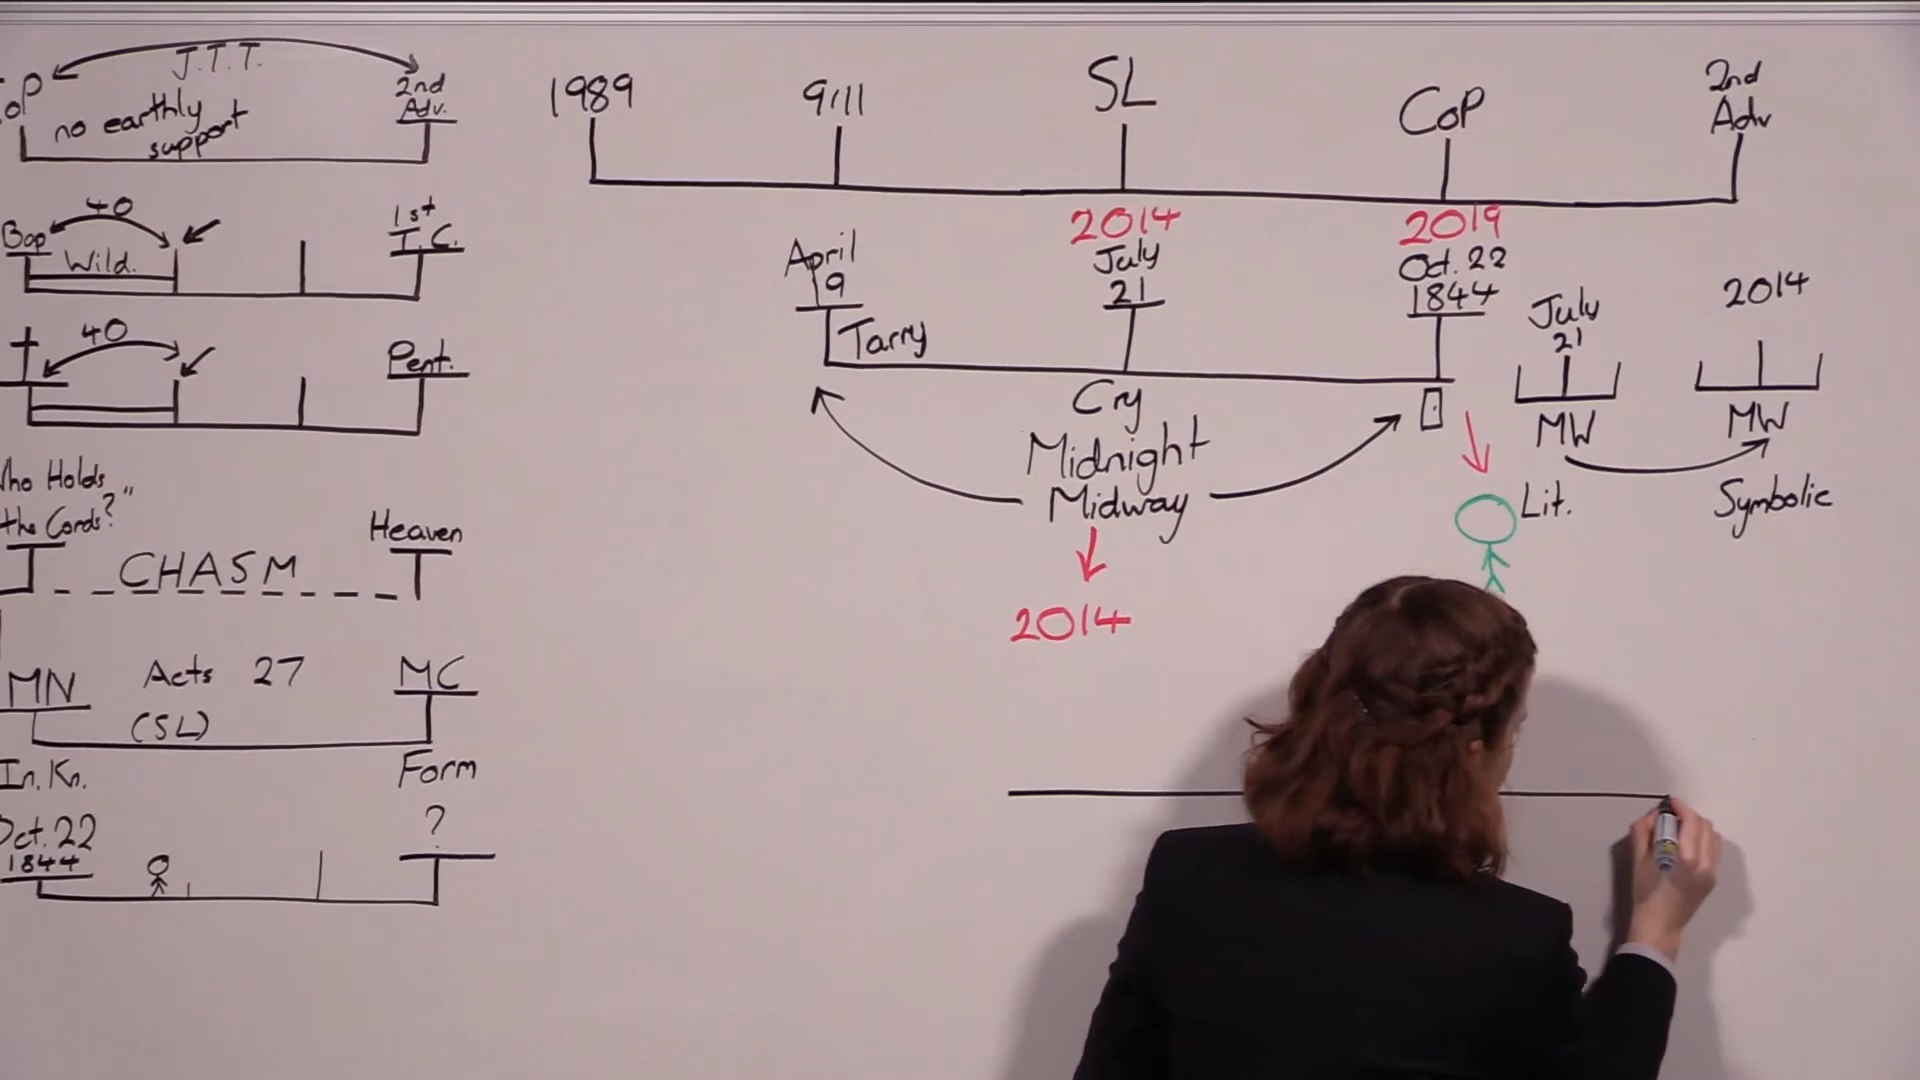 J.T.T.
CoP
no earthly
support
2nd
Adv.
40
Bap
Wild.
1st
T.C.
40
Pent.
Who Holds
the Cords?"
CHASM
Heaven
MN
Acts 27
(SL)
MC
In. Kn.
Form
Oct. 22
1844
?
1989
9/11
SL
CoP
2nd
Adv
2014
2019
April
19
Tarry
July
21
Oct. 22
1844
Cry
Midnight
Midway
2014
July
21
MW
Lit.
2014
MW
Symbolic